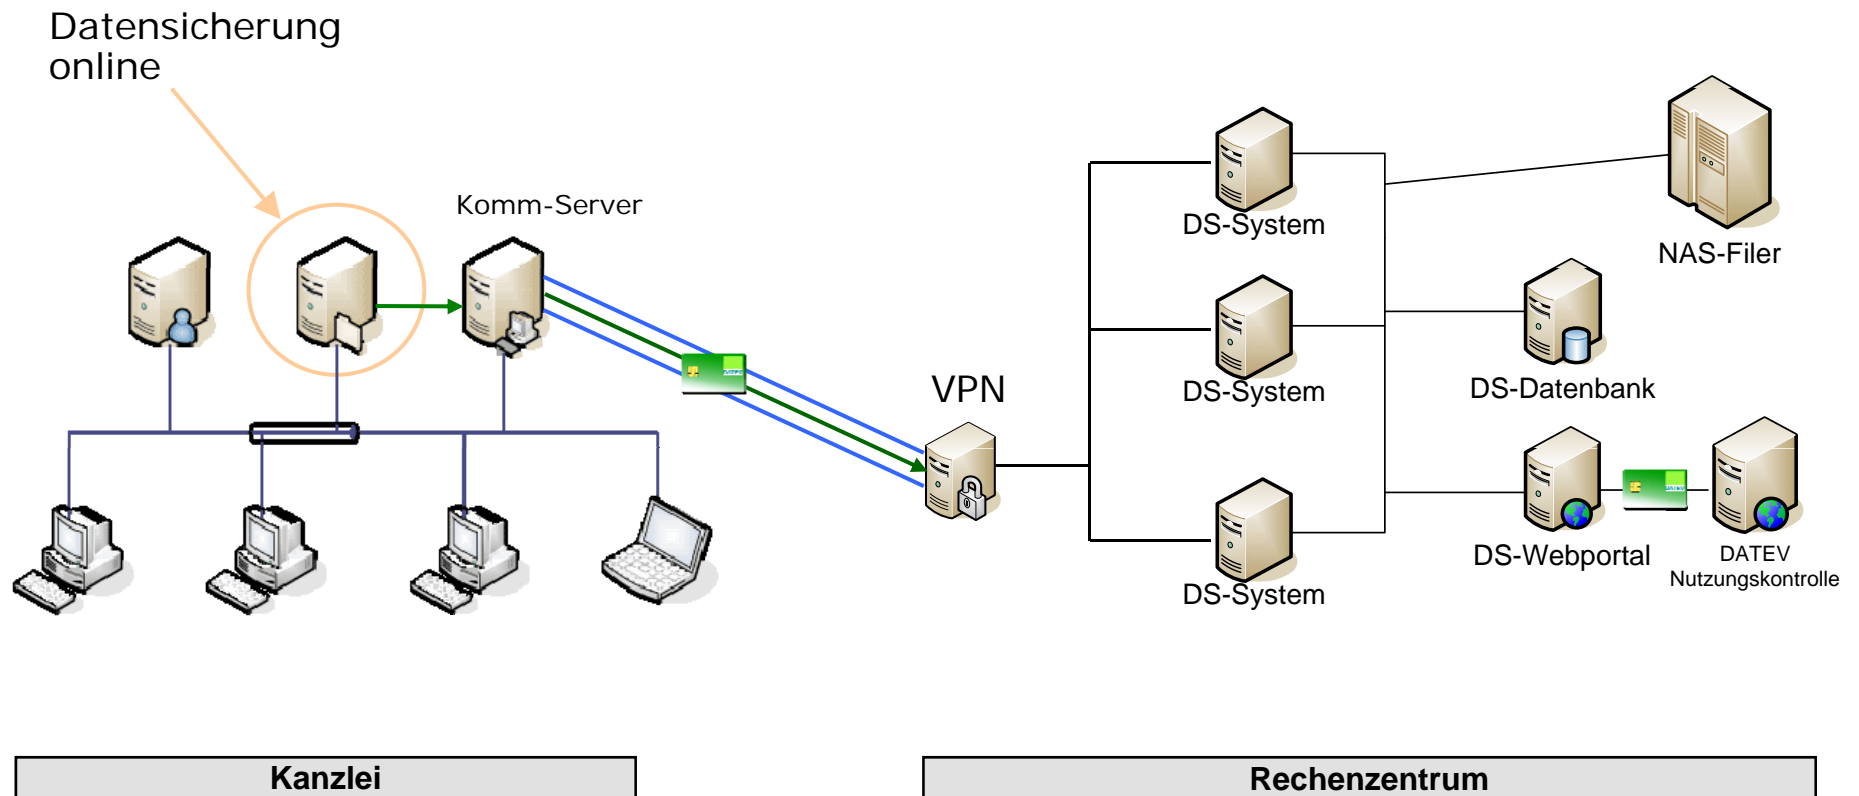 Datensicherung
online
Komm-Server
VPN
DS-System
DS-System
DS-System
NAS-Filer
DS-Datenbank
DS-Webportal
DATEV
Nutzungskontrolle
Kanzlei
Rechenzentrum